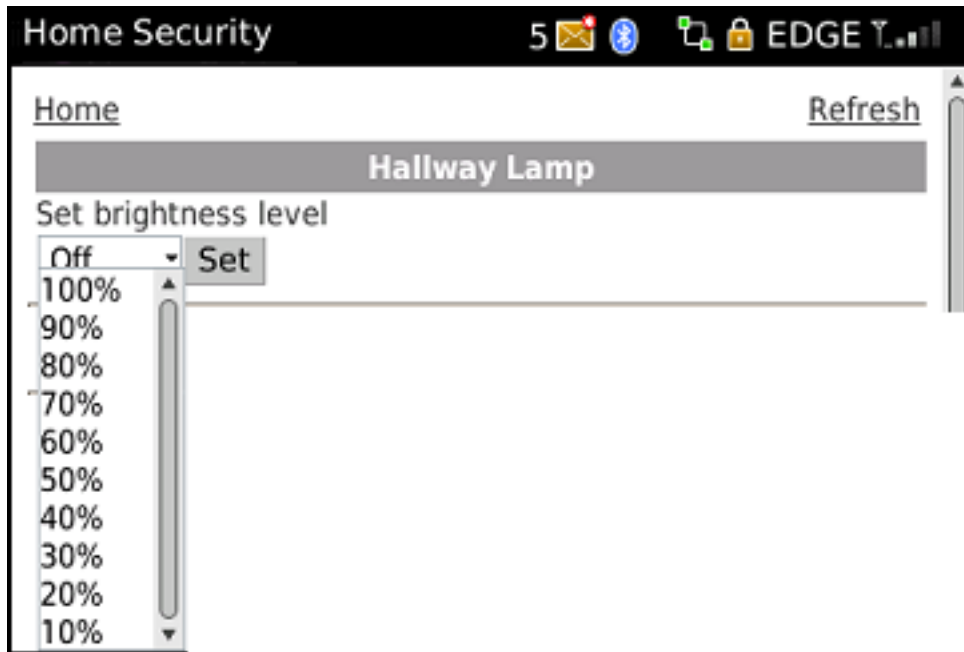 Home Security 5 EDGE
Home Refresh
Hallway Lamp
Set brightness level
Off Set
100%
90%
80%
70%
60%
50%
40%
30%
20%
10%